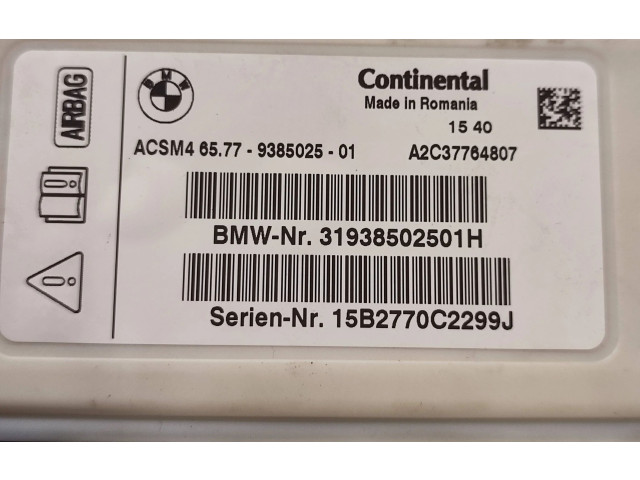 AIRBAG
BMW
Continental
Made in Romania
15 40
ACSM4 65.77 - 9385025 - 01 A2C37764807
BMW-Nr. 31938502501H
Serien-Nr. 15B2770C2299J